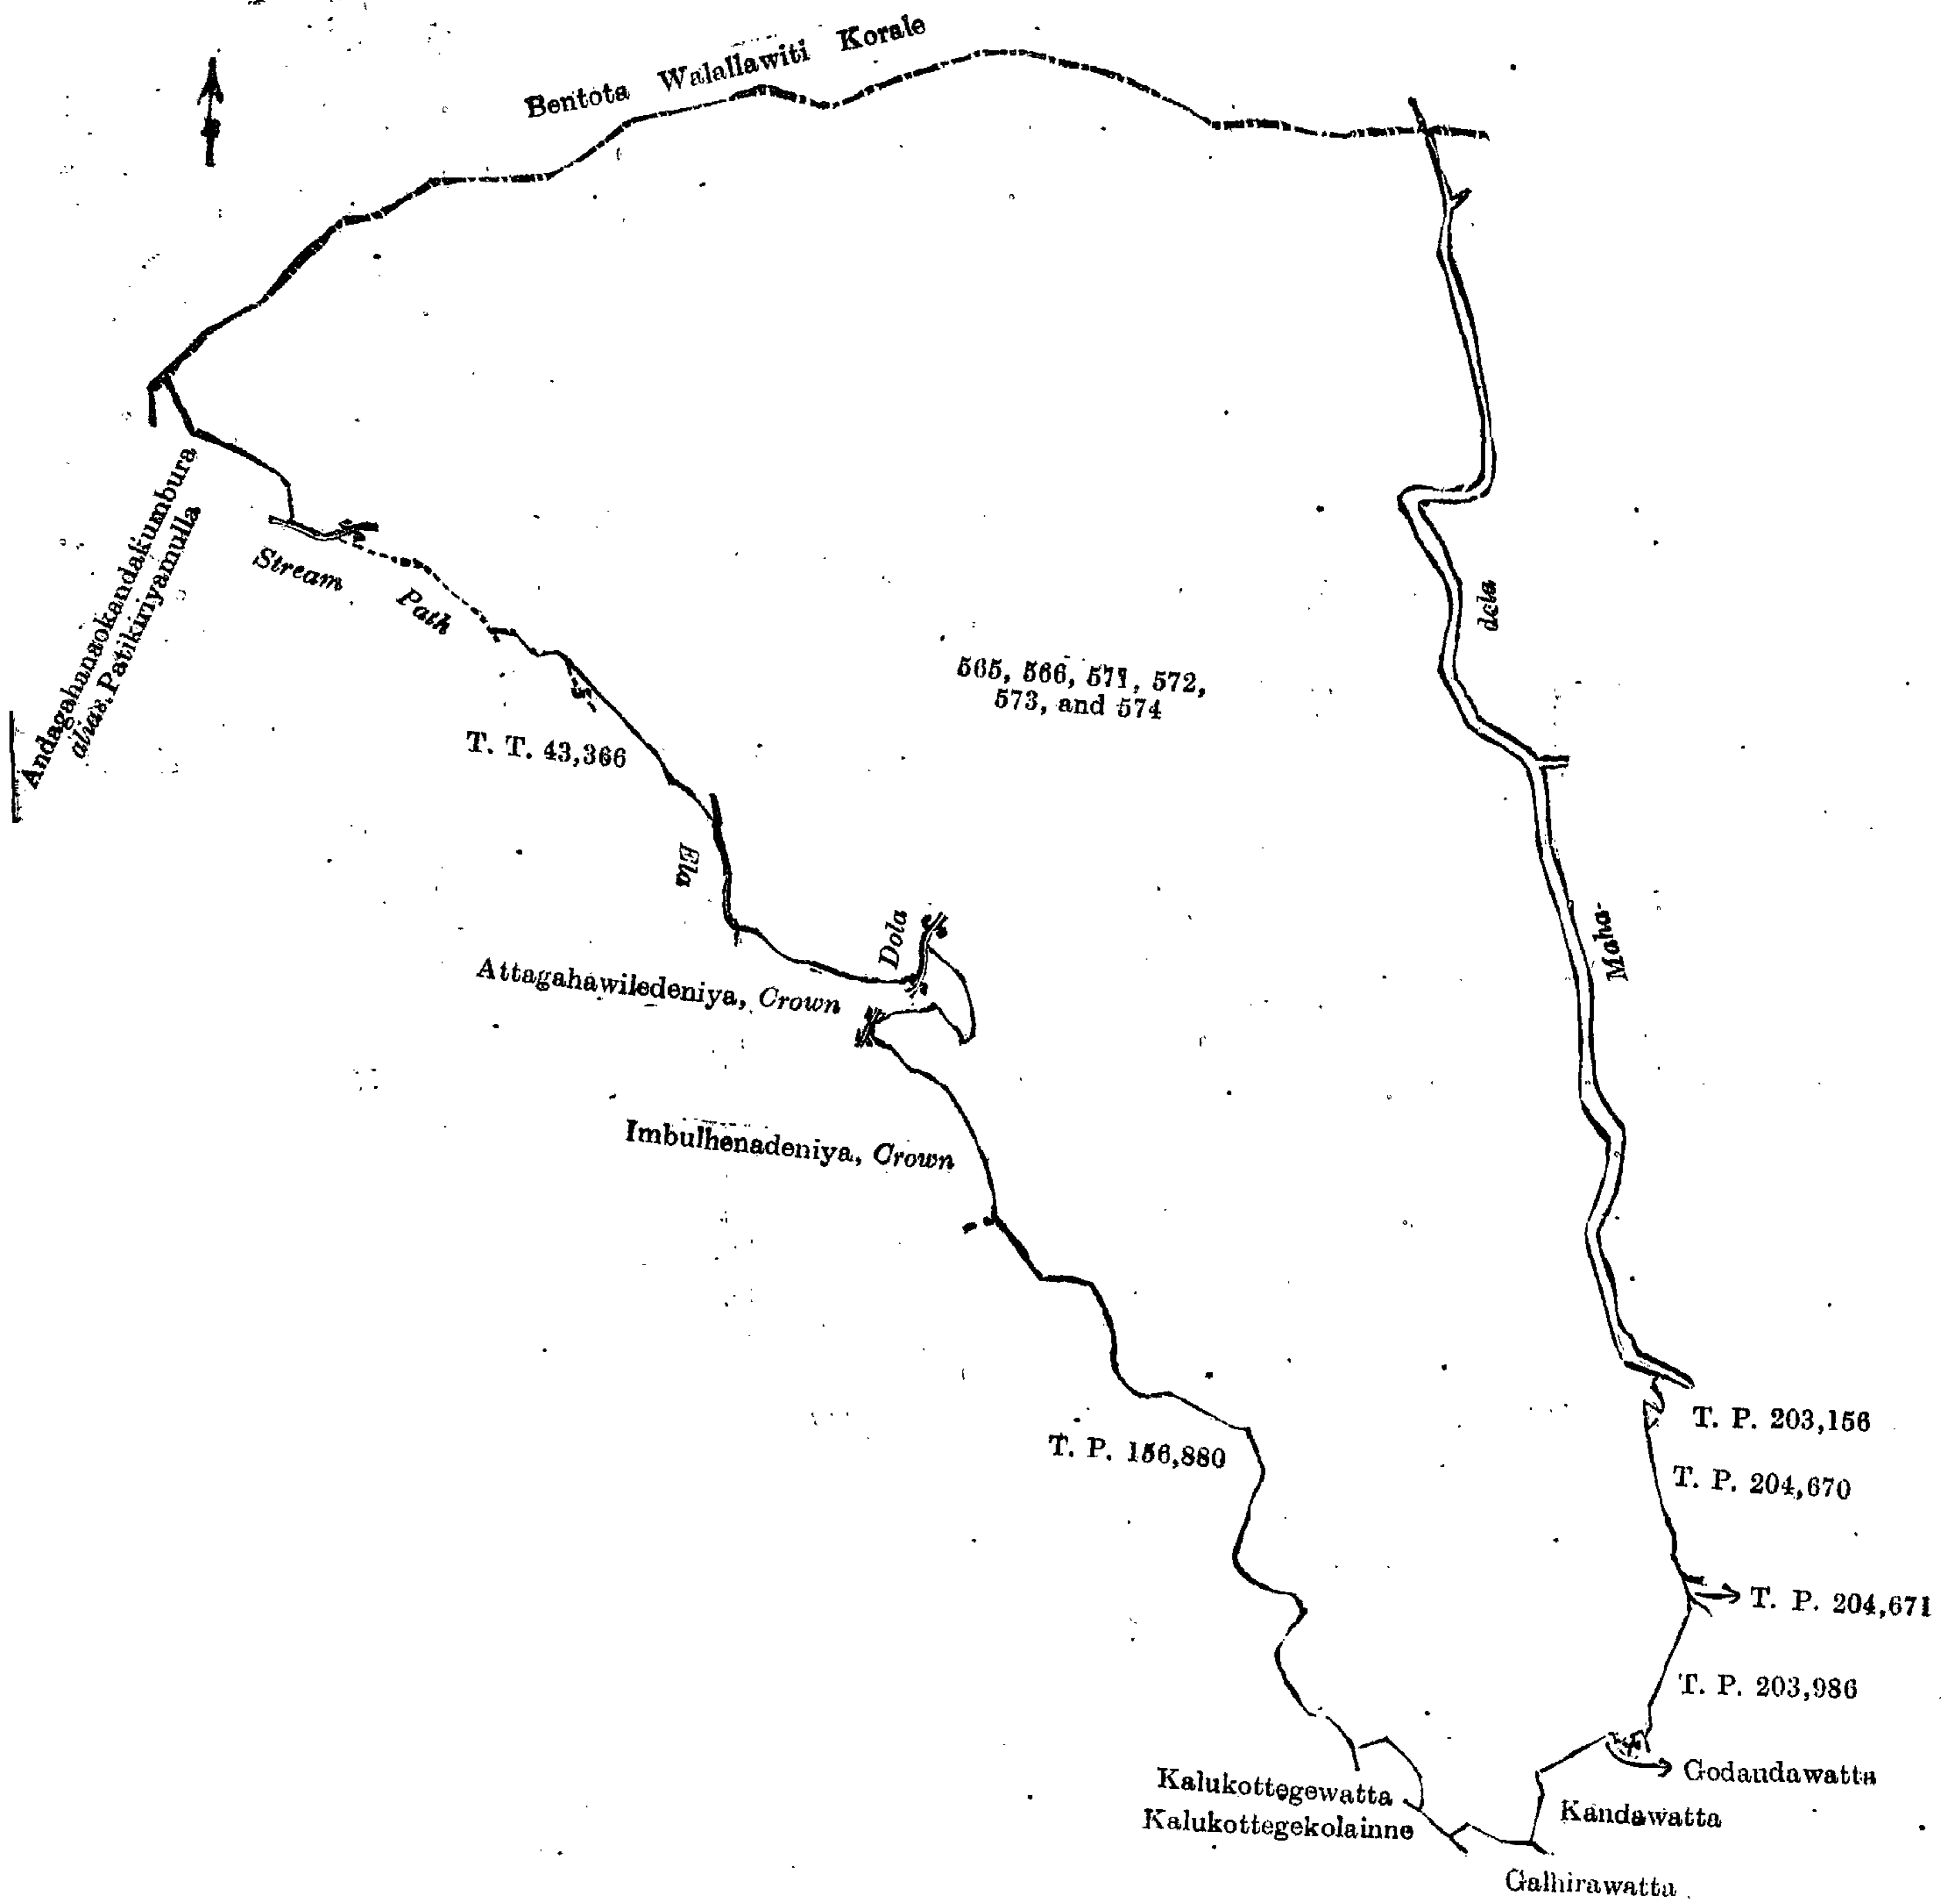 Bentota Walallawiti Korale
Andagahanaokandakumbura
alias Patikiriyamulla
Stream
Path
565, 566, 571, 572,
573, and 574
dola
T. T. 43,366
Ela
Dola
Maha-
Attagahawiledeniya, Crown
Imbulhenadeniya, Crown
T. P. 203,156
T. P. 156,880
T. P. 204,670
T. P. 204,671
T. P. 203,986
Godaudawatta
Kalukottegewatta
Kandawatta
Kalukottegekolainne
Galhirawatta